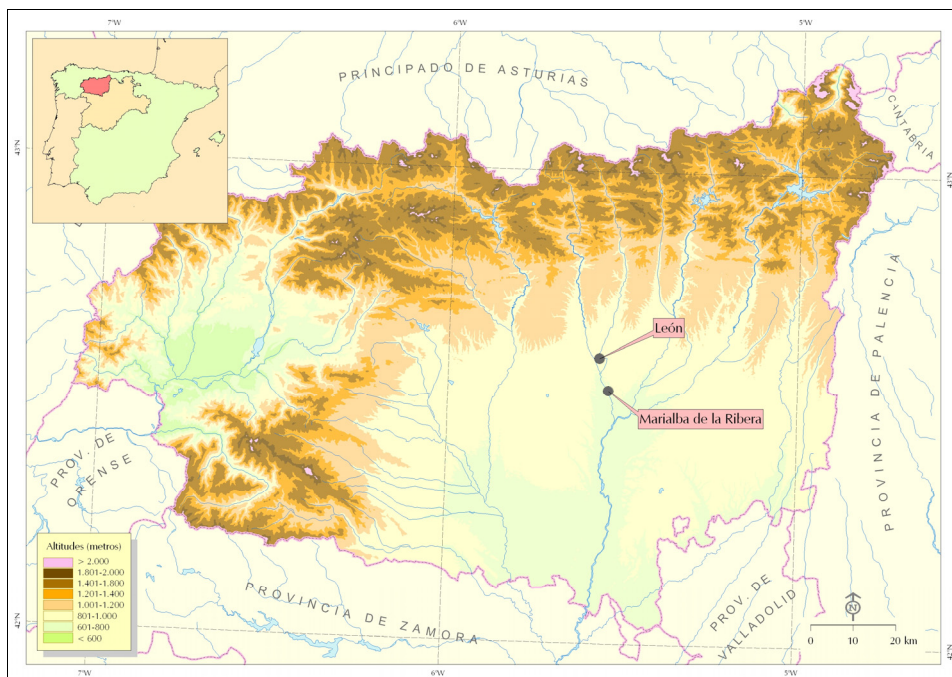 7°W
6°W
5°W
PRINCIPADO DE ASTURIAS
CANTABRIA
43°N
43°N
León
Marialba de la Ribera
PROVINCIA DE PALENCIA
PROV. DE
ORENSE
Altitudes (metros)
> 2.000
1.801-2.000
1.401-1.800
1.201-1.400
1.001-1.200
801-1.000
601-800
< 600
PROVINCIA DE ZAMORA
PROV. DE
VALLADOLID
N
0 10 20 km
42°N
42°N
7°W
6°W
5°W